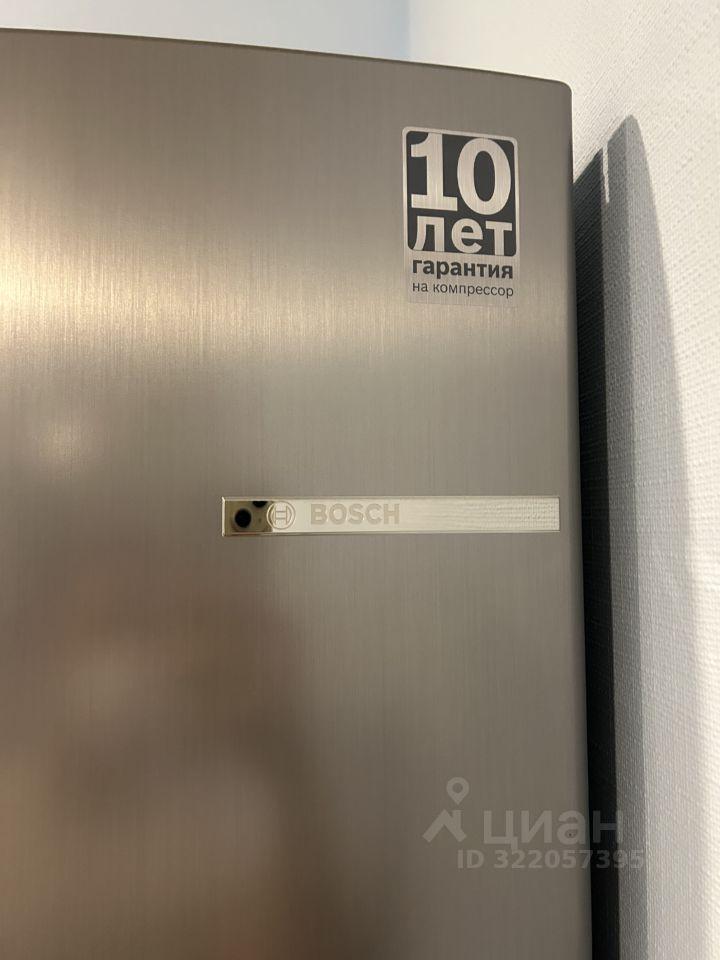 10
лет
гарантия
на компрессор
BOSCH
циан
ID 322057395